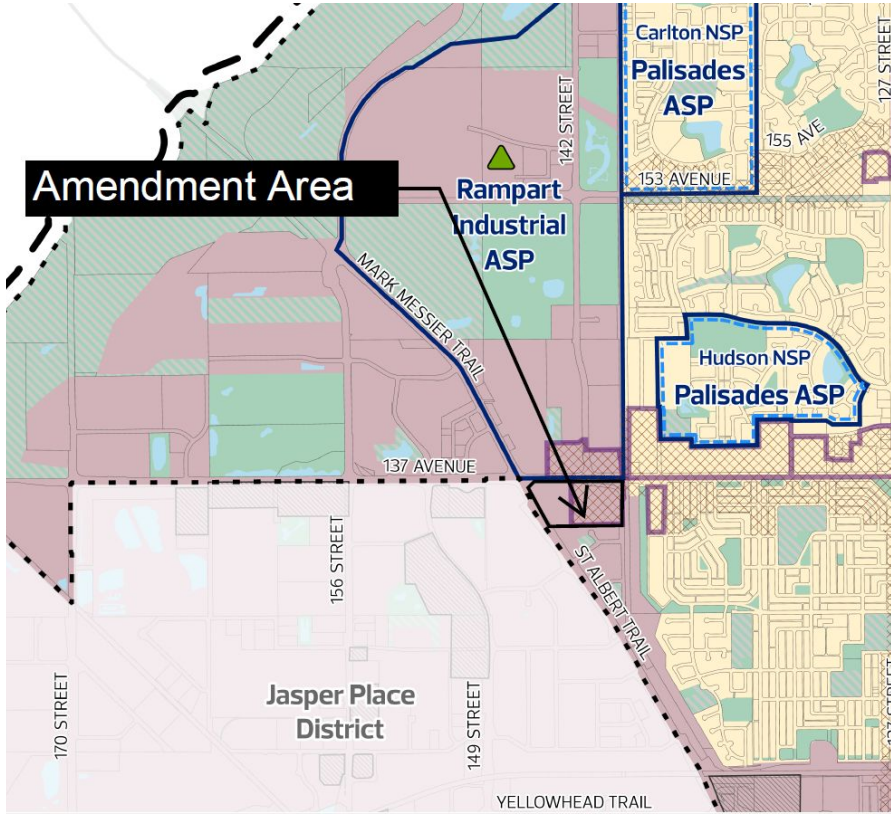 Carlton NSP
Palisades
ASP
127 STREET
142 STREET
155 AVE
Amendment Area
153 AVENUE
Rampart
Industrial
ASP
MARK MESSIER TRAIL
Hudson NSP
Palisades ASP
137 AVENUE
156 STREET
ST ALBERT TRAIL
Jasper Place
District
170 STREET
149 STREET
127 STREET
YELLOWHEAD TRAIL